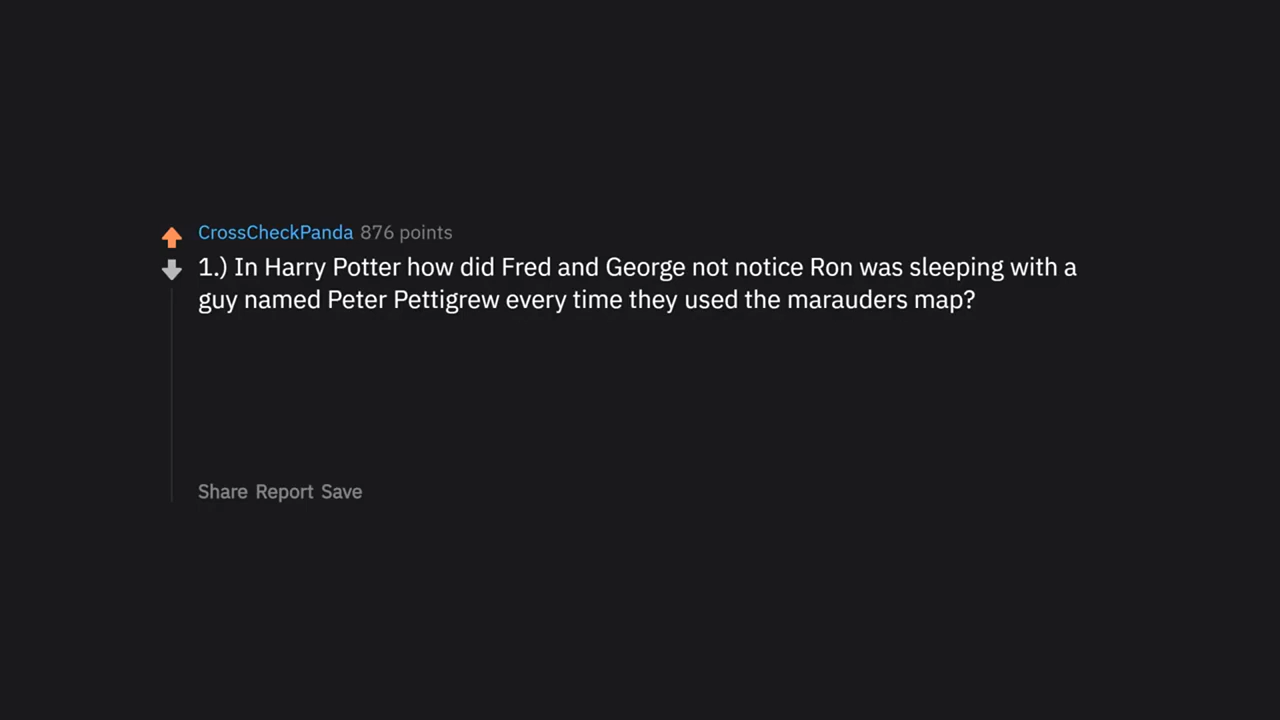 CrossCheckPanda 876 points
1.) In Harry Potter how did Fred and George not notice Ron was sleeping with a
guy named Peter Pettigrew every time they used the marauders map?
Share Report Save